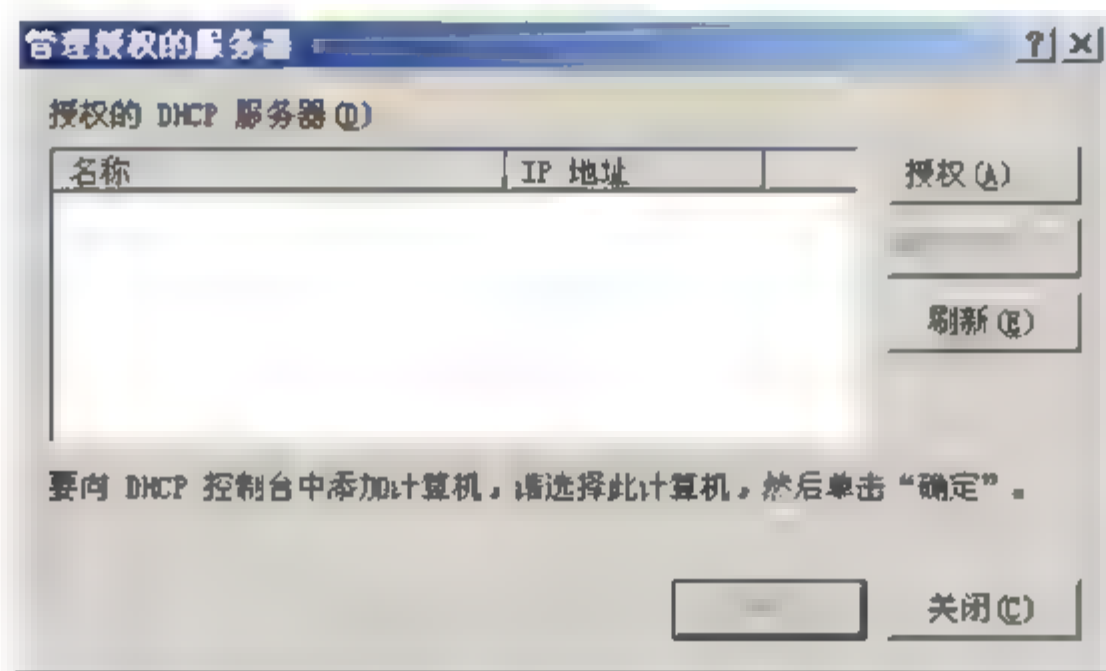 管理授权的服务器
授权的 DHCP 服务器(D)
名称 IP 地址
授权(A)
刷新(E)
要向 DHCP 控制台中添加计算机，请选择此计算机，然后单击“确定”。
关闭(C)